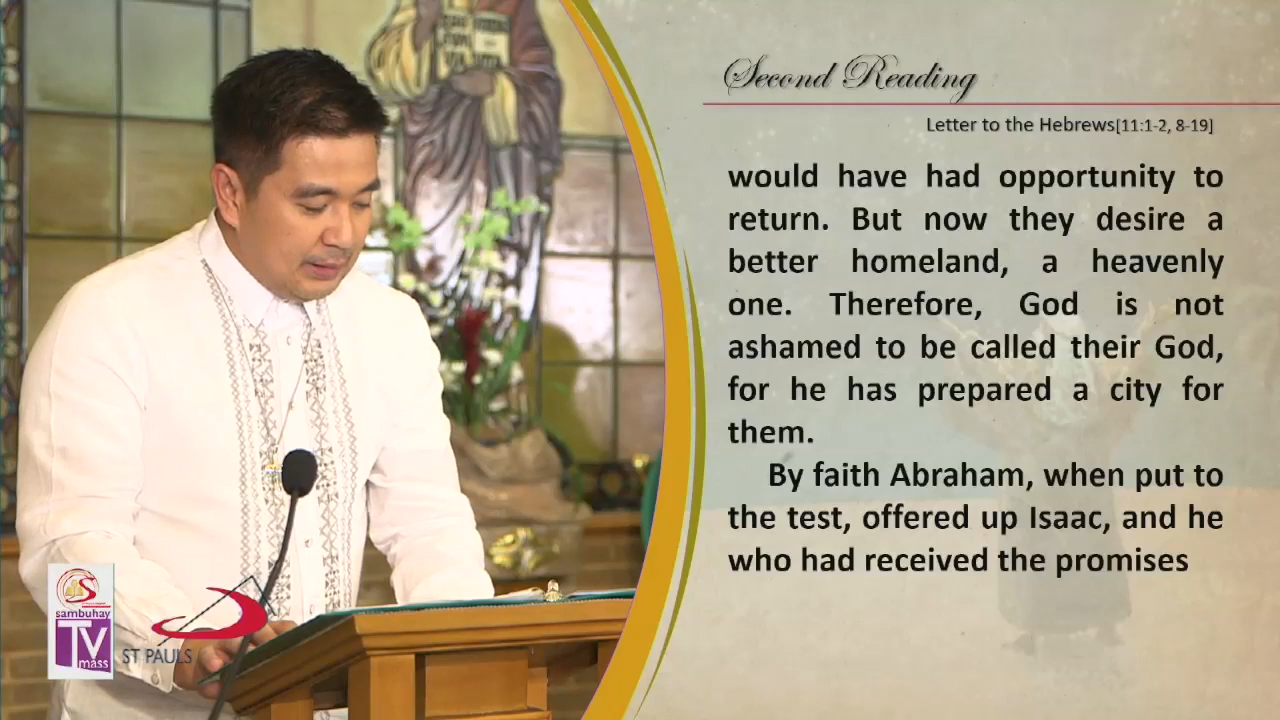 Second Reading
Letter to the Hebrews[11:1-2, 8-19]
would have had opportunity to
return. But now they desire a
better homeland, a heavenly
one. Therefore, God is not
ashamed to be called their God,
for he has prepared a city for
them.
By faith Abraham, when put to
the test, offered up Isaac, and he
who had received the promises
sambuhay
TV
mass
ST PAULS